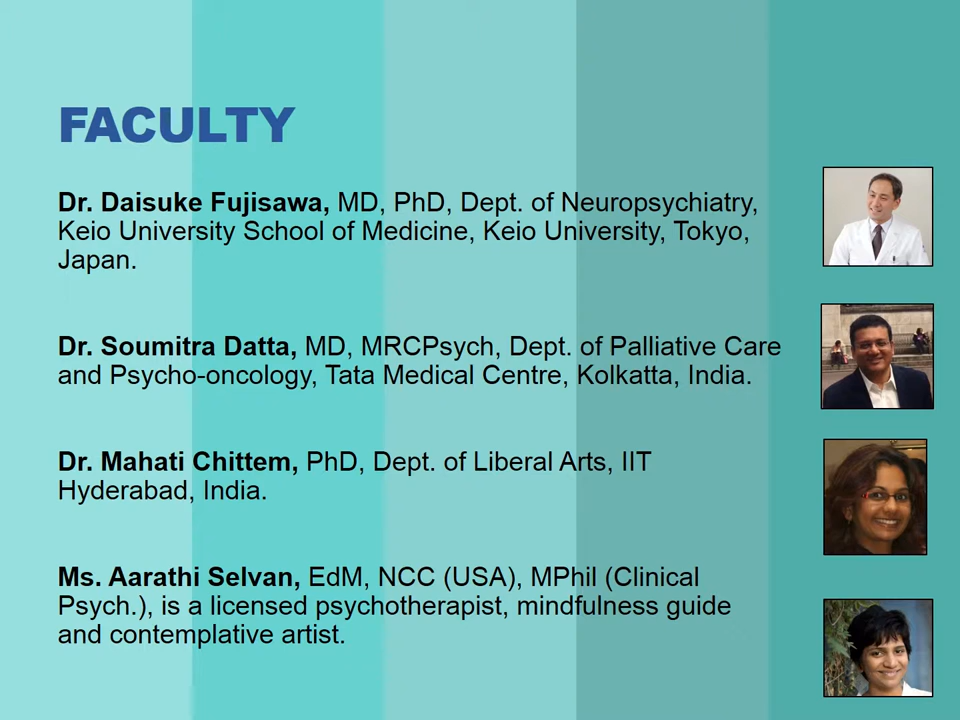 FACULTY
Dr. Daisuke Fujisawa, MD, PhD, Dept. of Neuropsychiatry,
Keio University School of Medicine, Keio University, Tokyo,
Japan.
Dr. Soumitra Datta, MD, MRCPsych, Dept. of Palliative Care
and Psycho-oncology, Tata Medical Centre, Kolkatta, India.
Dr. Mahati Chittem, PhD, Dept. of Liberal Arts, IIT
Hyderabad, India.
Ms. Aarathi Selvan, EdM, NCC (USA), MPhil (Clinical
Psych.), is a licensed psychotherapist, mindfulness guide
and contemplative artist.